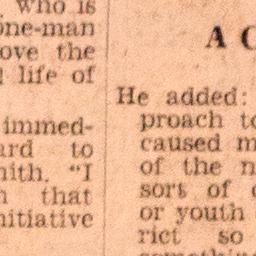 who is
one-man
ove the
life of
immed-
ard to
nith. "I
that
nitiative
A
He added:
proach to
caused m
of the n
sort of
or youth
rict so